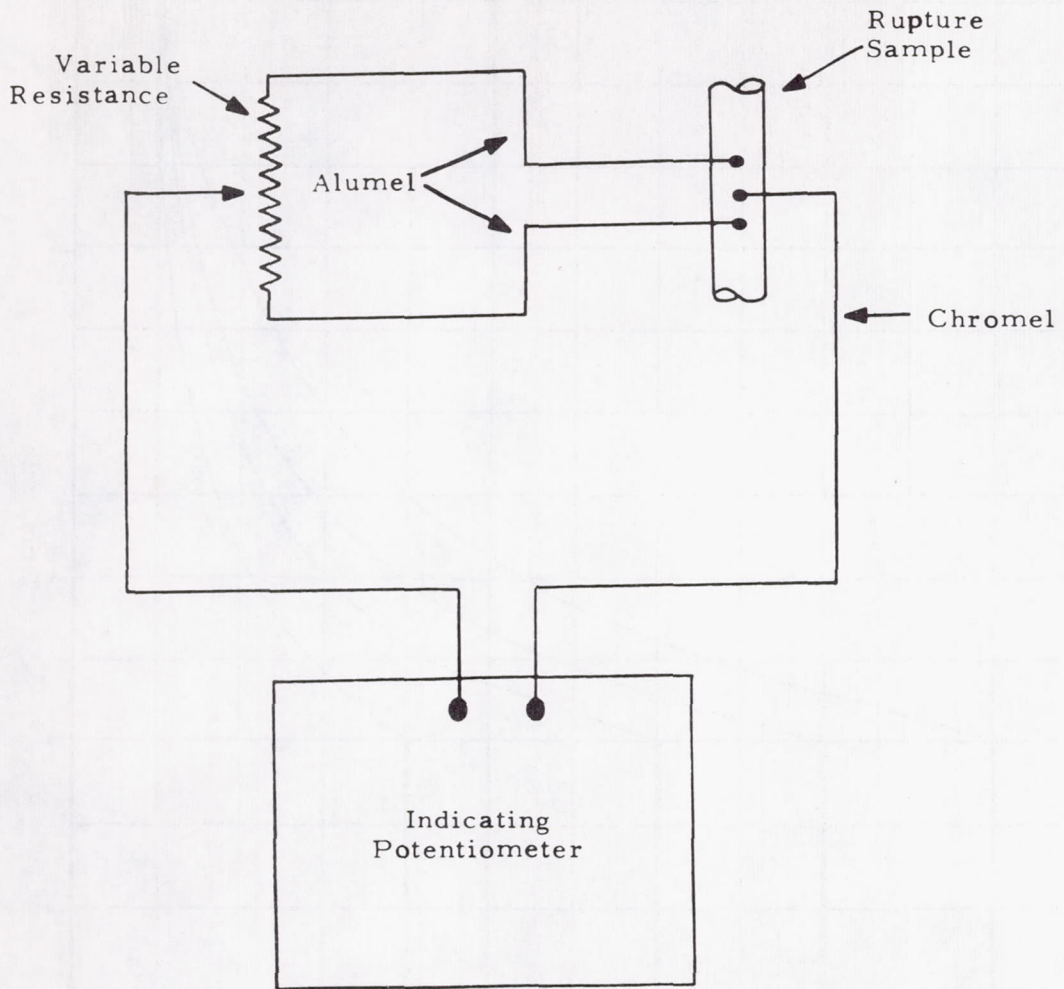 Rupture
Sample
Variable
Resistance
Alumel
Chromel
Indicating
Potentiometer